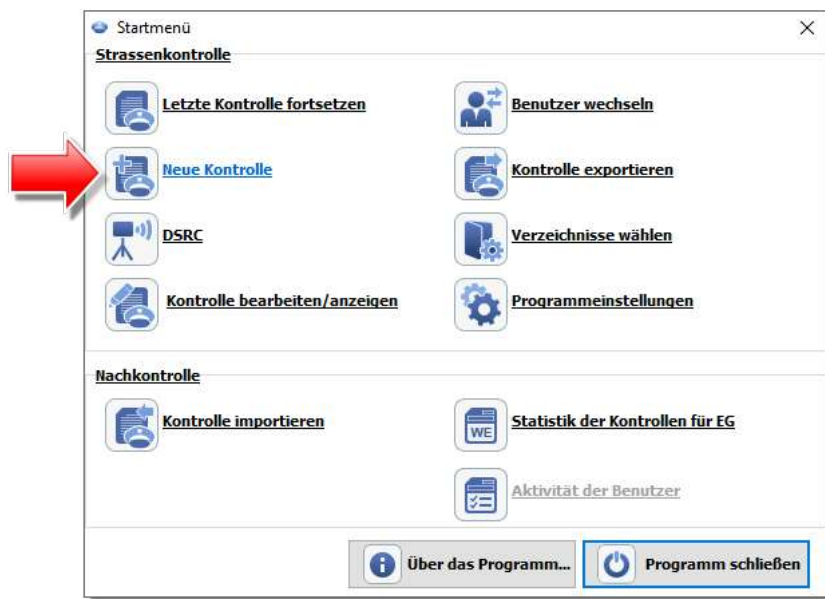 Startmenü
Strassenkontrolle
Letzte Kontrolle fortsetzen
Benutzer wechseln
Neue Kontrolle
Kontrolle exportieren
DSRC
Verzeichnisse wählen
Kontrolle bearbeiten/anzeigen
Programmeinstellungen
Nachkontrolle
Kontrolle importieren
WE
Statistik der Kontrollen für EG
Aktivität der Benutzer
Über das Programm...
Programm schließen